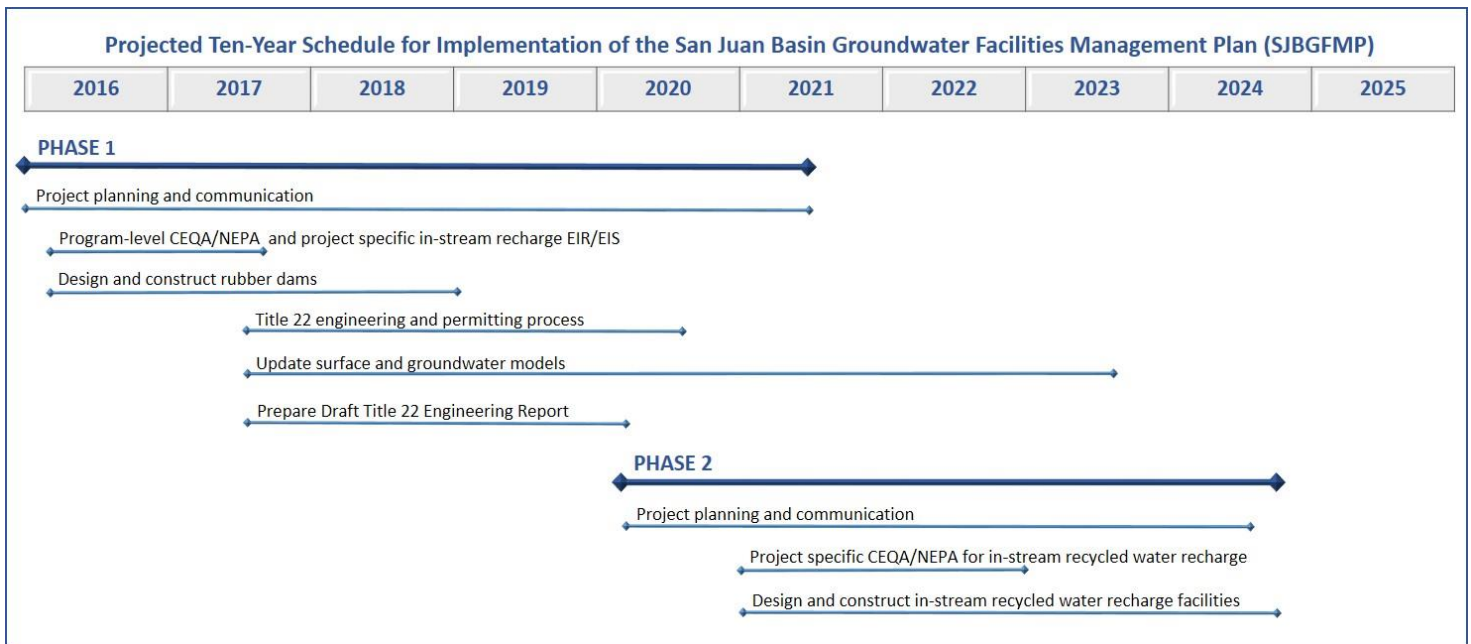 Projected Ten-Year Schedule for Implementation of the San Juan Basin Groundwater Facilities Management Plan (SJBGFMP)
2016 2017 2018 2019 2020 2021 2022 2023 2024 2025
PHASE 1
Project planning and communication
Program-level CEQA/NEPA and project specific in-stream recharge EIR/EIS
Design and construct rubber dams
Title 22 engineering and permitting process
Update surface and groundwater models
Prepare Draft Title 22 Engineering Report
PHASE 2
Project planning and communication
Project specific CEQA/NEPA for in-stream recycled water recharge
Design and construct in-stream recycled water recharge facilities